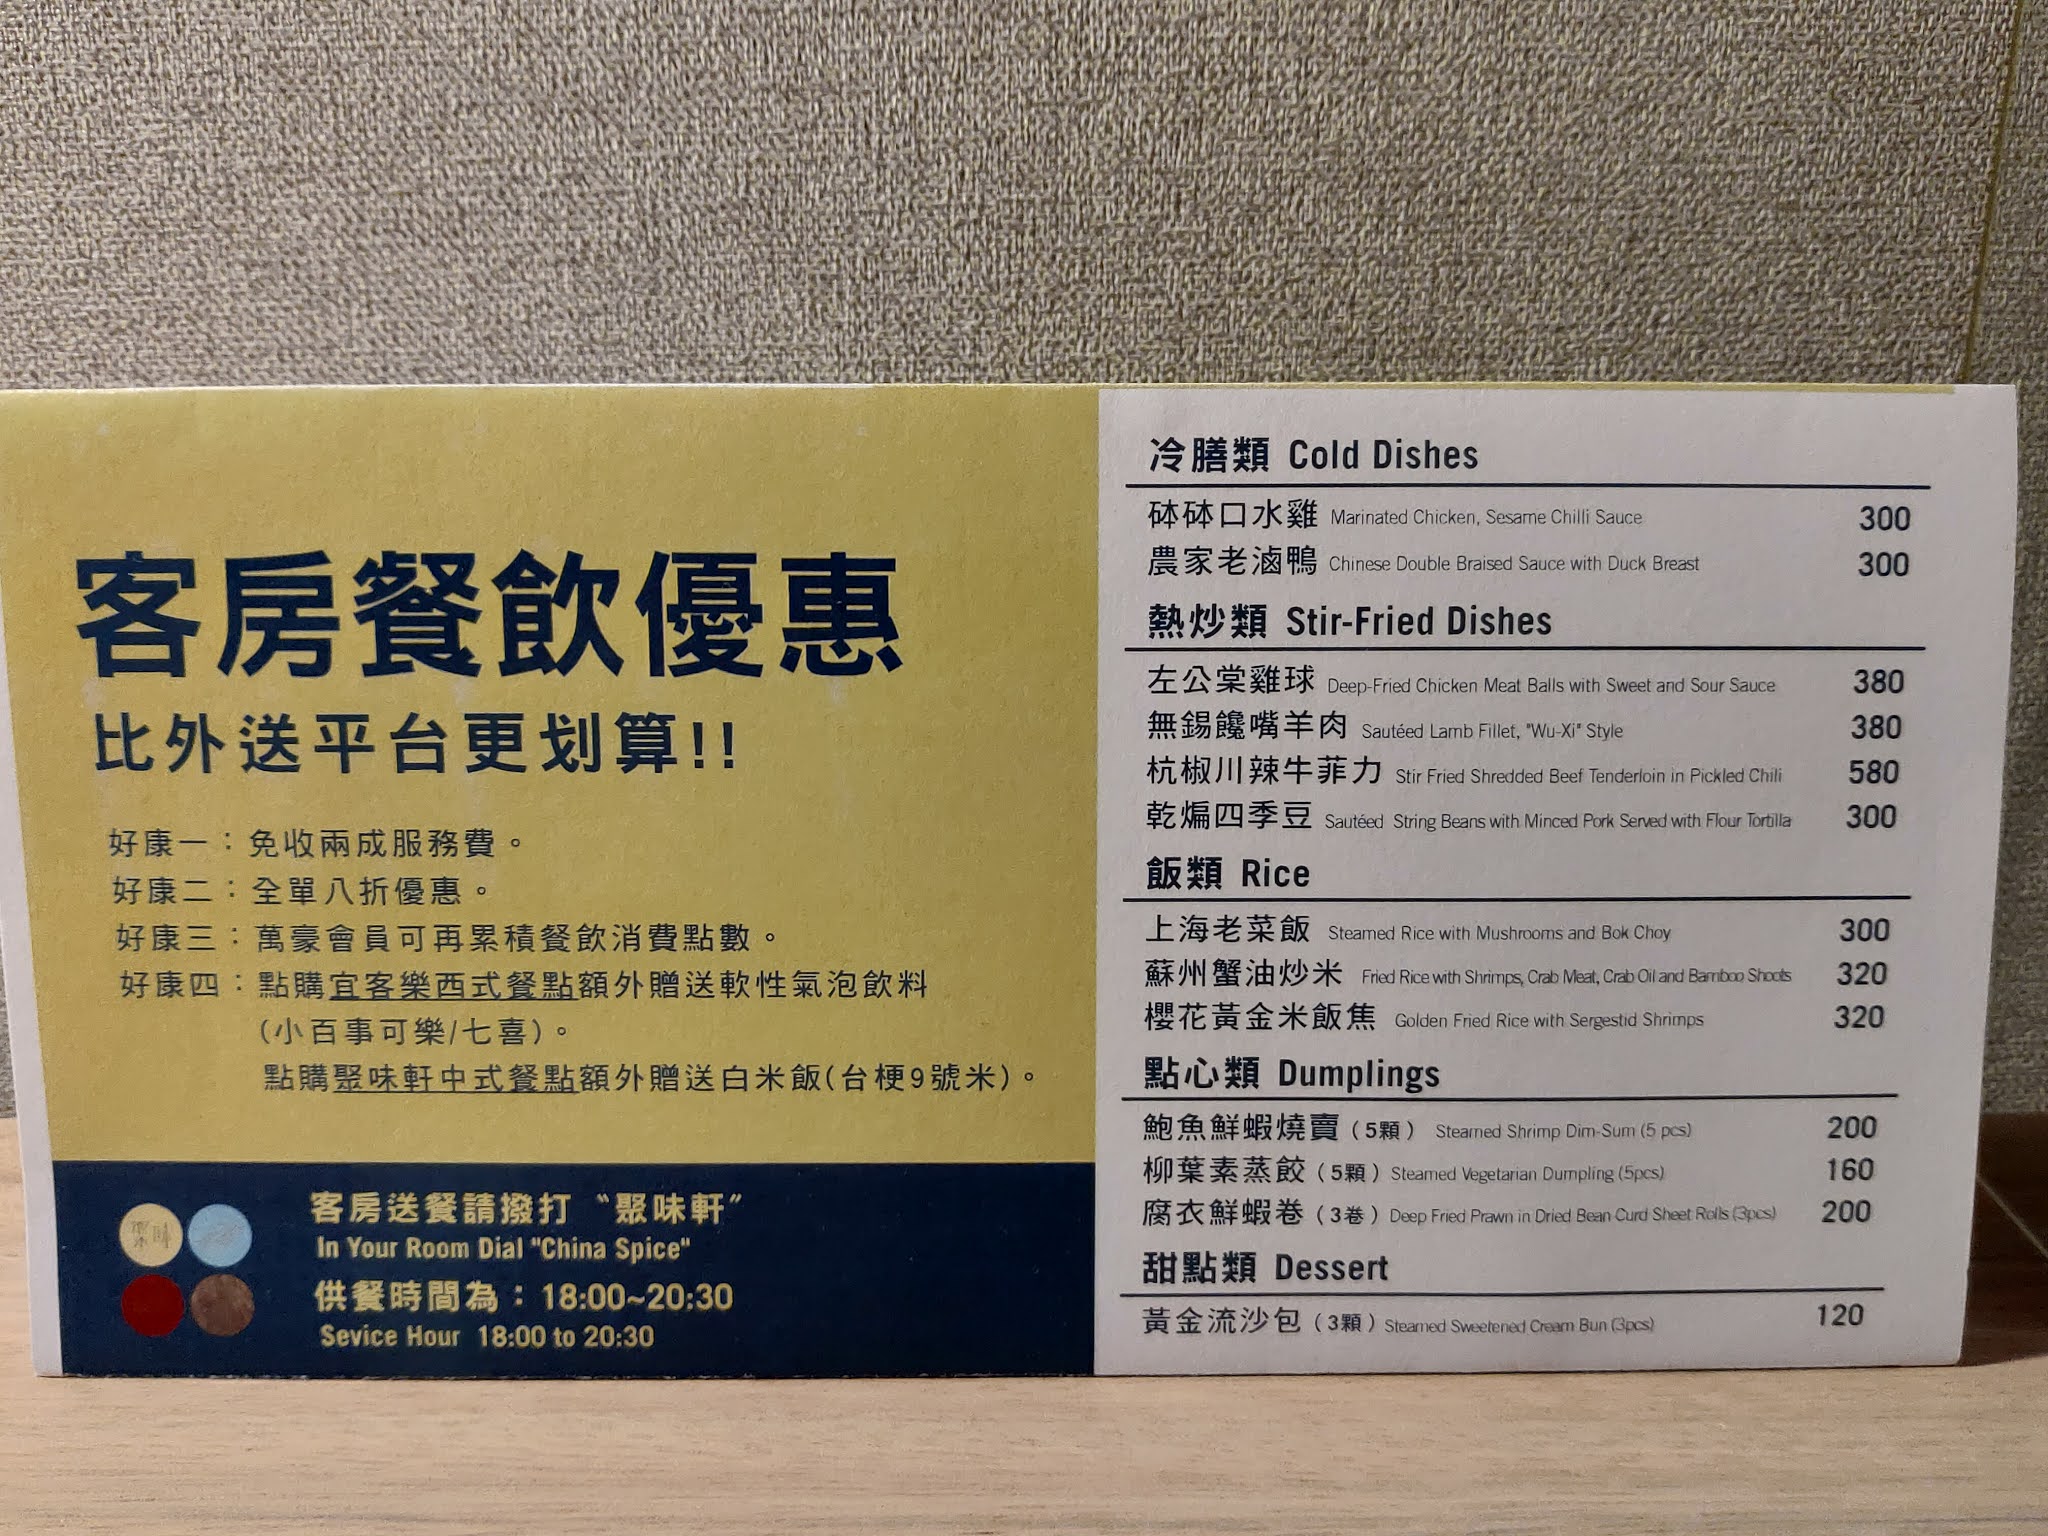 客房餐飲優惠
比外送平台更划算!!
好康一：免收兩成服務費。
好康二：全單八折優惠。
好康三：萬豪會員可再累積餐飲消費點數。
好康四：點購宜客樂西式餐點額外贈送軟性氣泡飲料
(小百事可樂/七喜)。
點購聚味軒中式餐點額外贈送白米飯(台梗9號米)。
客房送餐請撥打 “聚味軒”
In Your Room Dial "China Spice"
供餐時間為：18:00~20:30
Sevice Hour 18:00 to 20:30
冷膳類 Cold Dishes
砵砵口水雞 Marinated Chicken, Sesame Chilli Sauce 300
農家老滷鴨 Chinese Double Braised Sauce with Duck Breast 300
熱炒類 Stir-Fried Dishes
左公棠雞球 Deep-Fried Chicken Meat Balls with Sweet and Sour Sauce 380
無錫饞嘴羊肉 Sautéed Lamb Fillet, "Wu-Xi" Style 380
杭椒川辣牛菲力 Stir Fried Shredded Beef Tenderloin in Pickled Chili 580
乾煸四季豆 Sautéed String Beans with Minced Pork Served with Flour Tortilla 300
飯類 Rice
上海老菜飯 Steamed Rice with Mushrooms and Bok Choy 300
蘇州蟹油炒米 Fried Rice with Shrimps, Crab Meat, Crab Oil and Bamboo Shoots 320
櫻花黃金米飯焦 Golden Fried Rice with Sergestid Shrimps 320
點心類 Dumplings
鮑魚鮮蝦燒賣（5顆） Steamed Shrimp Dim-Sum (5 pcs) 200
柳葉素蒸餃（5顆）Steamed Vegetarian Dumpling (5pcs) 160
腐衣鮮蝦卷（3卷）Deep Fried Prawn in Dried Bean Curd Sheet Rolls (3pcs) 200
甜點類 Dessert
黃金流沙包（3顆）Steamed Sweetened Cream Bun (3pcs) 120